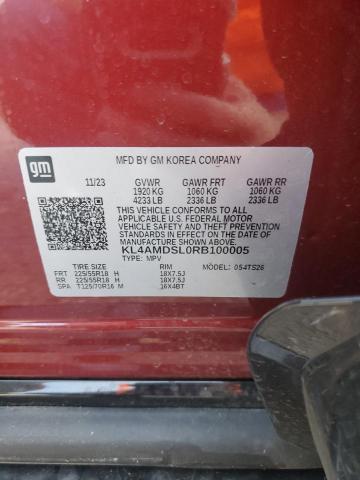 gm
MFD BY GM KOREA COMPANY
11/23 GVWR GAWR FRT GAWR RR
1920 KG 1060 KG 1060 KG
4233 LB 2336 LB 2336 LB
THIS VEHICLE CONFORMS TO ALL
APPLICABLE U.S. FEDERAL MOTOR
VEHICLE SAFETY, BUMPER, AND THEFT
PREVENTION STANDARDS IN EFFECT ON
THE DATE OF MANUFACTURE SHOWN
ABOVE.
KL4AMDSL0RB100005
TYPE: MPV
TIRE SIZE RIM MODEL: 0S4TS26
FRT 225/55R18 H 18X7.5J
RR 225/55R18 H 18X7.5J
SPA T125/70R16 M 16X4BT